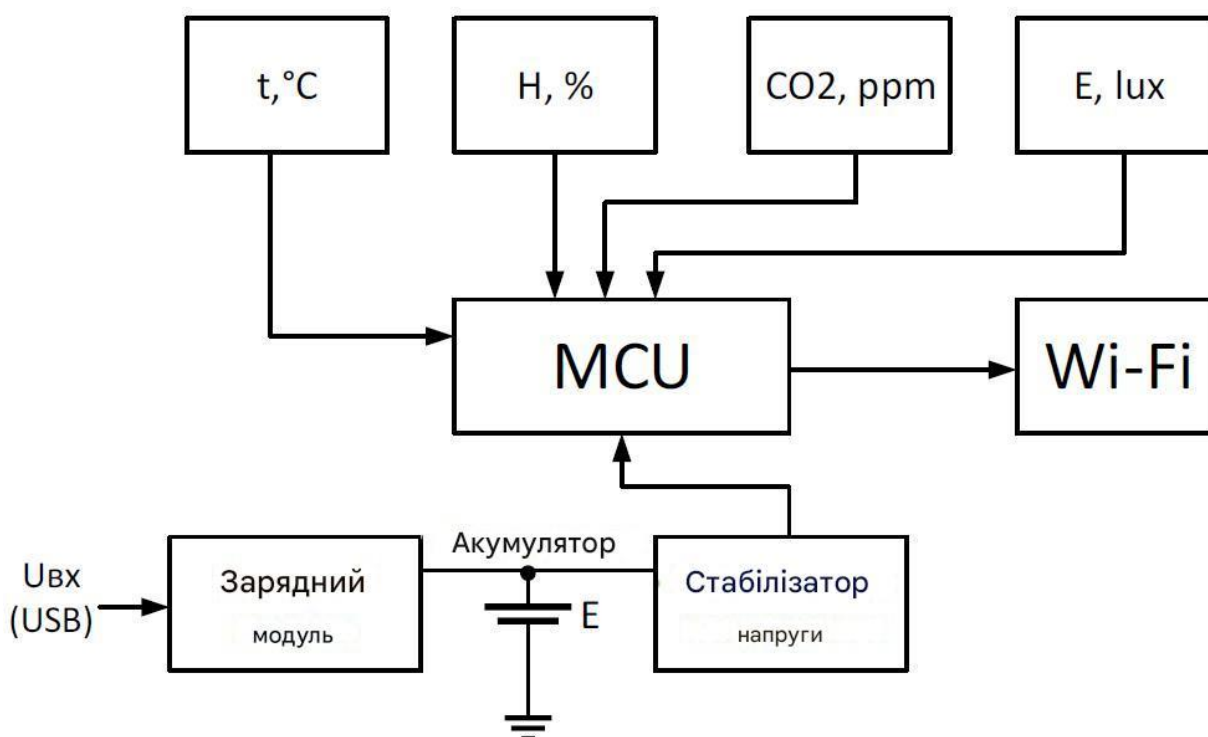 t,°C
H, %
CO2, ppm
E, lux
MCU
Wi-Fi
Uвх
(USB)
Зарядний
модуль
Акумулятор
E
Стабілізатор
напруги